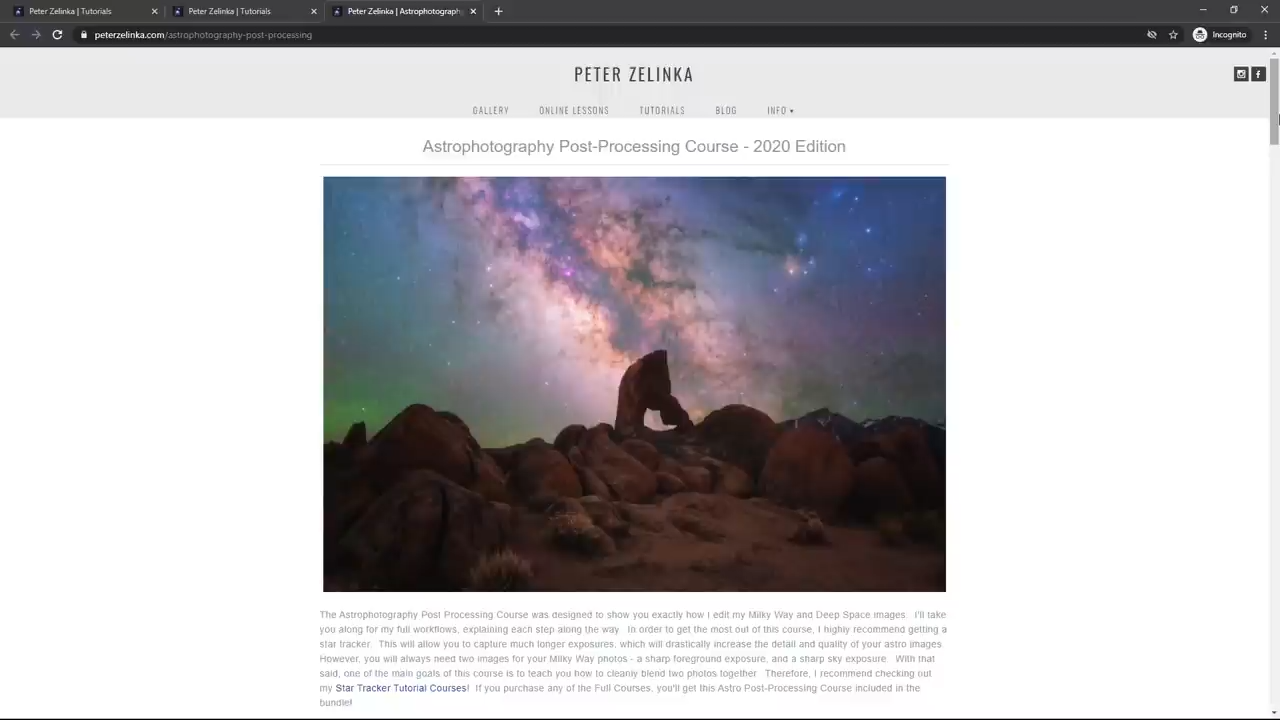 Peter Zelinka | Tutorials
Peter Zelinka | Tutorials
Peter Zelinka | Astrophotograph
peterzelinka.com/astrophotography-post-processing
Incognito
PETER ZELINKA
GALLERY ONLINE LESSONS TUTORIALS BLOG INFO ▾
Astrophotography Post-Processing Course - 2020 Edition
The Astrophotography Post Processing Course was designed to show you exactly how I edit my Milky Way and Deep Space images. I'll take
you along for my full workflows, explaining each step along the way. In order to get the most out of this course, I highly recommend getting a
star tracker. This will allow you to capture much longer exposures, which will drastically increase the detail and quality of your astro images.
However, you will always need two images for your Milky Way photos - a sharp foreground exposure, and a sharp sky exposure. With that
said, one of the main goals of this course is to teach you how to cleanly blend two photos together. Therefore, I recommend checking out
my Star Tracker Tutorial Courses! If you purchase any of the Full Courses, you'll get this Astro Post-Processing Course included in the
bundle!